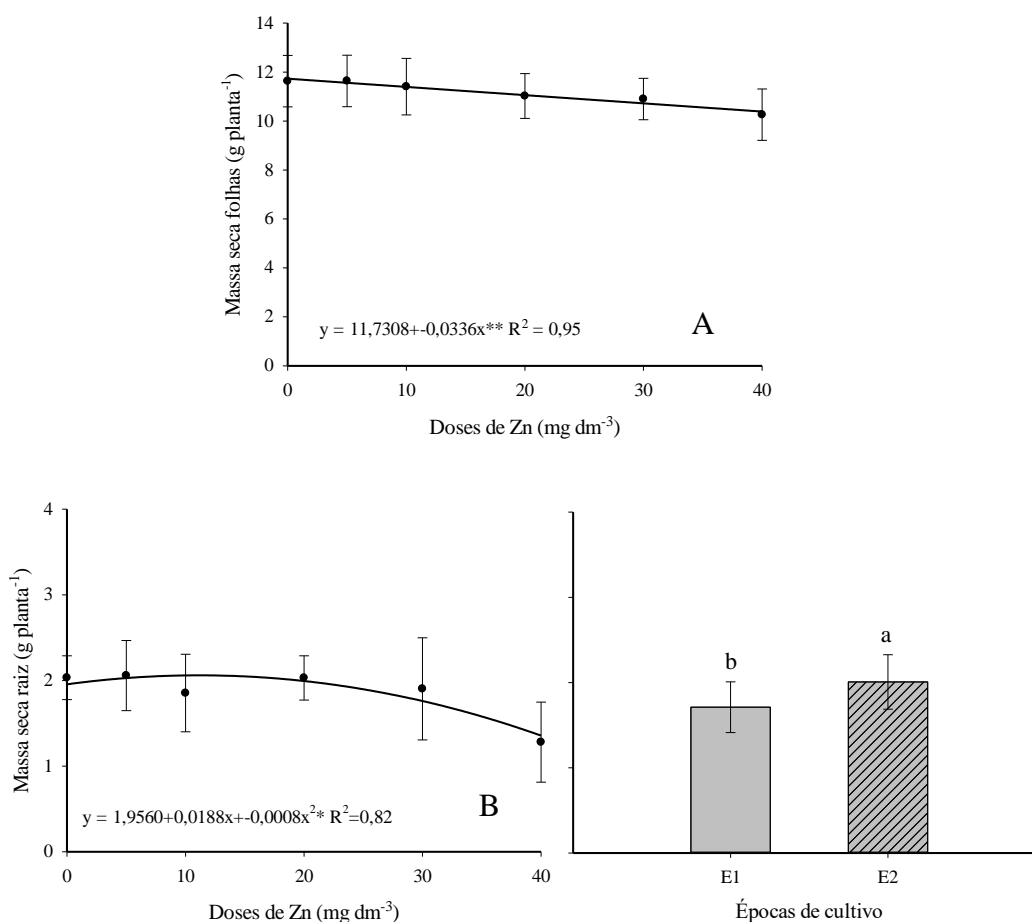 14
12
10
8
6
4
2
0
Massa seca folhas (g planta⁻¹)
y = 11,7308+-0,0336x** R² = 0,95
A
0 10 20 30 40
Doses de Zn (mg dm⁻³)
4
3
2
1
0
Massa seca raiz (g planta⁻¹)
y = 1,9560+0,0188x+-0,0008x²* R²=0,82
B
0 10 20 30 40
Doses de Zn (mg dm⁻³)
b
a
E1 E2
Épocas de cultivo